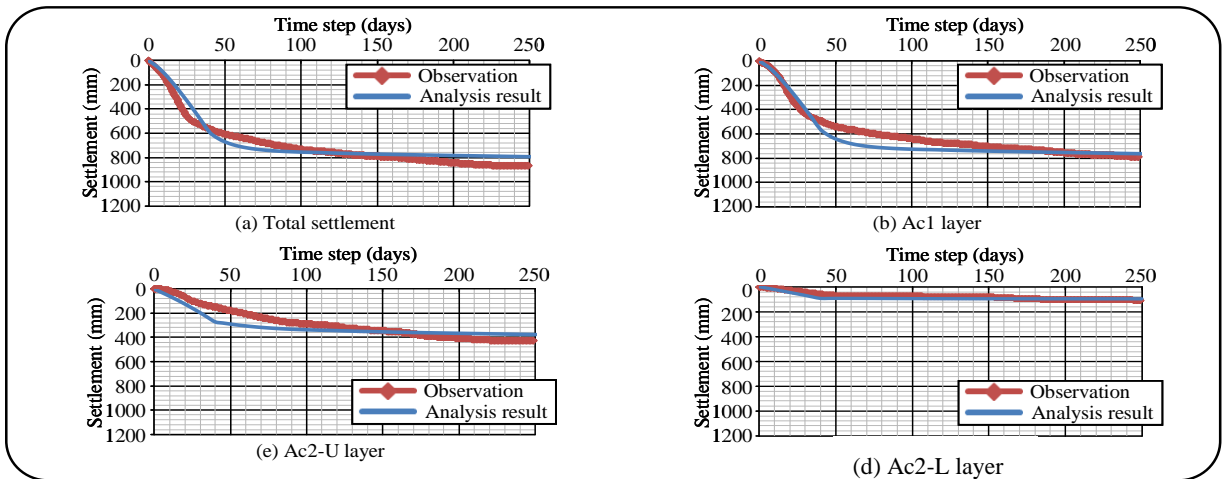 Time step (days)
0 50 100 150 200 250
Settlement (mm)
0
200
400
600
800
1000
1200
Observation
Analysis result
(a) Total settlement
Time step (days)
0 50 100 150 200 250
Settlement (mm)
0
200
400
600
800
1000
1200
Observation
Analysis result
(b) Ac1 layer
Time step (days)
0 50 100 150 200 250
Settlement (mm)
0
200
400
600
800
1000
1200
Observation
Analysis result
(e) Ac2-U layer
Time step (days)
0 50 100 150 200 250
Settlement (mm)
0
200
400
600
800
1000
1200
Observation
Analysis result
(d) Ac2-L layer